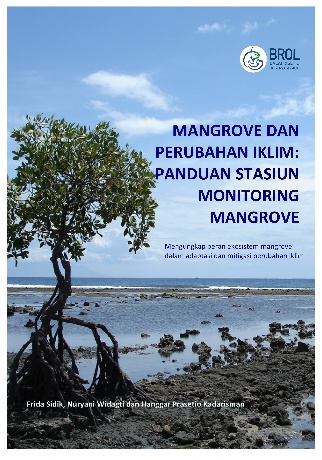 BROL
MANGROVE DAN
PERUBAHAN IKLIM:
PANDUAN STASIUN
MONITORING
MANGROVE
Mengungkap peran ekosistem mangrove
dalam adaptasi dan mitigasi perubahan iklim
Frida Sidik, Nuryani Widagti dan Hanggar Prasetio Kadarisman